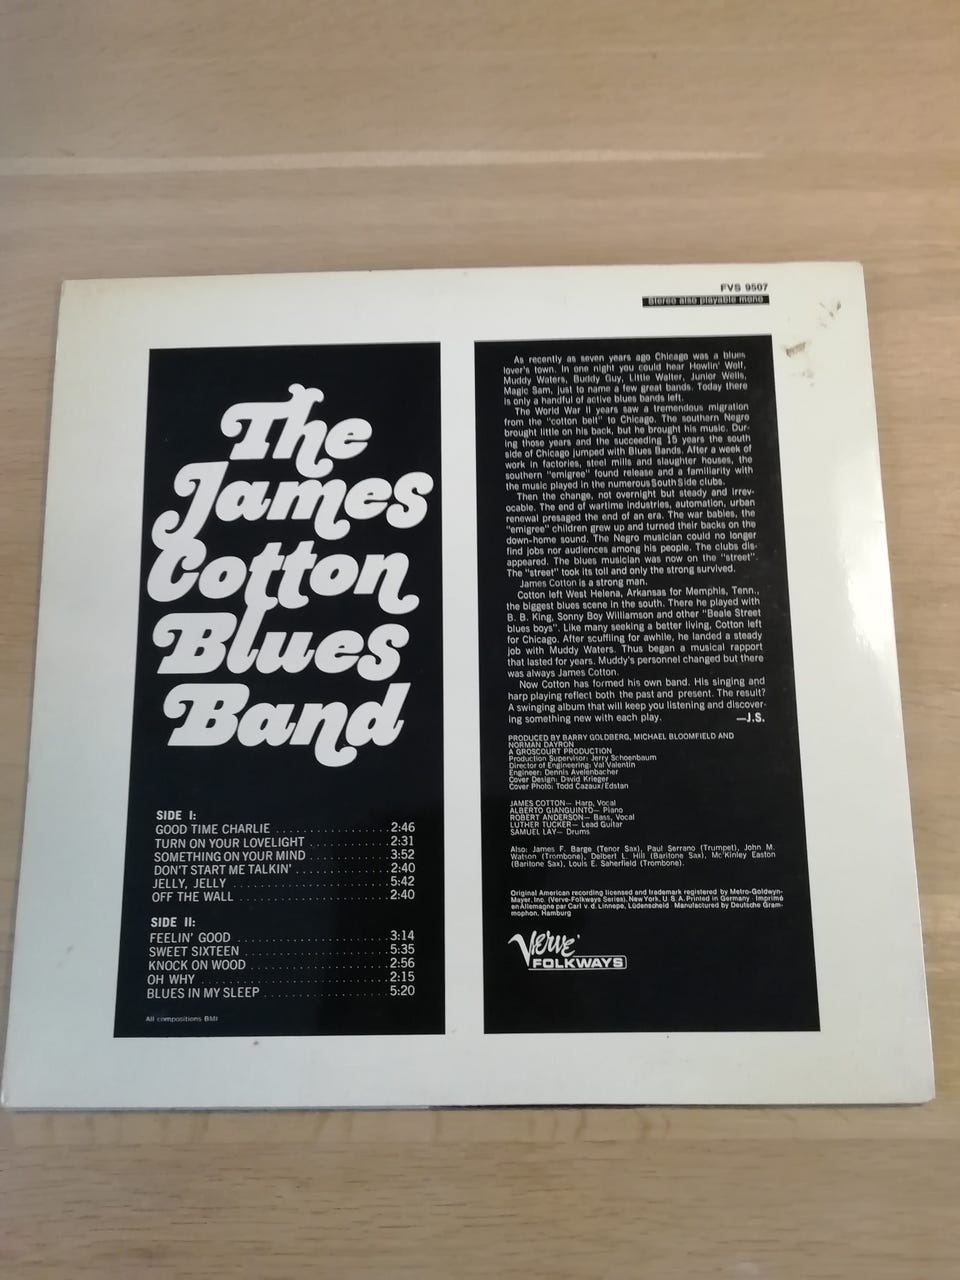 FVS 9507
Stereo also playable mono
The
James
Cotton
Blues
Band
SIDE I:
GOOD TIME CHARLIE . . . . . . . . . . . . . . . 2:46
TURN ON YOUR LOVELIGHT . . . . . . . . . . . 2:31
SOMETHING ON YOUR MIND . . . . . . . . . . . 3:52
DON'T START ME TALKIN' . . . . . . . . . . . . 2:40
JELLY, JELLY . . . . . . . . . . . . . . . . . . . . 5:42
OFF THE WALL . . . . . . . . . . . . . . . . . . . 2:40
SIDE II:
FEELIN' GOOD . . . . . . . . . . . . . . . . . . . 3:14
SWEET SIXTEEN . . . . . . . . . . . . . . . . . . 5:35
KNOCK ON WOOD . . . . . . . . . . . . . . . . . 2:56
OH WHY . . . . . . . . . . . . . . . . . . . . . . . 2:15
BLUES IN MY SLEEP . . . . . . . . . . . . . . . 5:20
All compositions BMI
As recently as seven years ago Chicago was a blues
lover's town. In one night you could hear Howlin' Wolf,
Muddy Waters, Buddy Guy, Little Walter, Junior Wells,
Magic Sam, just to name a few great bands. Today there
is only a handful of active blues bands left.
The World War II years saw a tremendous migration
from the "cotton belt" to Chicago. The southern Negro
brought little on his back, but he brought his music. Dur-
ing those years and the succeeding 15 years the south
side of Chicago jumped with Blues Bands. After a week of
work in factories, steel mills and slaughter houses, the
southern "emigree" found release and a familiarity with
the music played in the numerous South Side clubs.
Then the change, not overnight but steady and irrev-
ocable. The end of wartime industries, automation, urban
renewal presaged the end of an era. The war babies, the
"emigree" children grew up and turned their backs on the
down-home sound. The Negro musician could no longer
find jobs nor audiences among his people. The clubs dis-
appeared. The blues musician was now on the "street".
The "street" took its toll and only the strong survived.
James Cotton is a strong man.
Cotton left West Helena, Arkansas for Memphis, Tenn.,
the biggest blues scene in the south. There he played with
B. B. King, Sonny Boy Williamson and other "Beale Street
blues boys". Like many seeking a better living, Cotton left
for Chicago. After scuffling for awhile, he landed a steady
job with Muddy Waters. Thus began a musical rapport
that lasted for years. Muddy's personnel changed but there
was always James Cotton.
Now Cotton has formed his own band. His singing and
harp playing reflect both the past and present. The result?
A swinging album that will keep you listening and discover-
ing something new with each play. —J.S.
PRODUCED BY BARRY GOLDBERG, MICHAEL BLOOMFIELD AND
NORMAN DAYRON
A GROSCOURT PRODUCTION
Production Supervisor: Jerry Schoenbaum
Director of Engineering: Val Valentin
Engineer: Dennis Avelenbacher
Cover Design: David Krieger
Cover Photo: Todd Cazaux/Edstan
JAMES COTTON— Harp, Vocal
ALBERTO GIANQUINTO— Piano
ROBERT ANDERSON— Bass, Vocal
LUTHER TUCKER— Lead Guitar
SAMUEL LAY— Drums
Also: James F. Barge (Tenor Sax), Paul Serrano (Trumpet), John M.
Watson (Trombone), Delbert L. Hill (Baritone Sax), Mc'Kinley Easton
(Baritone Sax), Louis E. Saherfield (Trombone).
Original American recording licensed and trademark registered by Metro-Goldwyn-
Mayer, Inc. (Verve-Folkways Series), New York, U. S. A. Printed in Germany · Imprimé
en Allemagne par Carl v. d. Linnepe, Lüdenscheid · Manufactured by Deutsche Gram-
mophon, Hamburg
Verve
FOLKWAYS